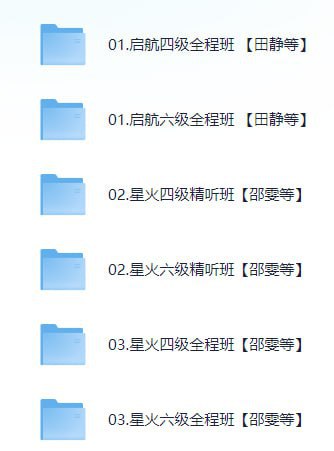 01.启航四级全程班 【田静等】
01.启航六级全程班 【田静等】
02.星火四级精听班【邵雯等】
02.星火六级精听班【邵雯等】
03.星火四级全程班【邵雯等】
03.星火六级全程班【邵雯等】